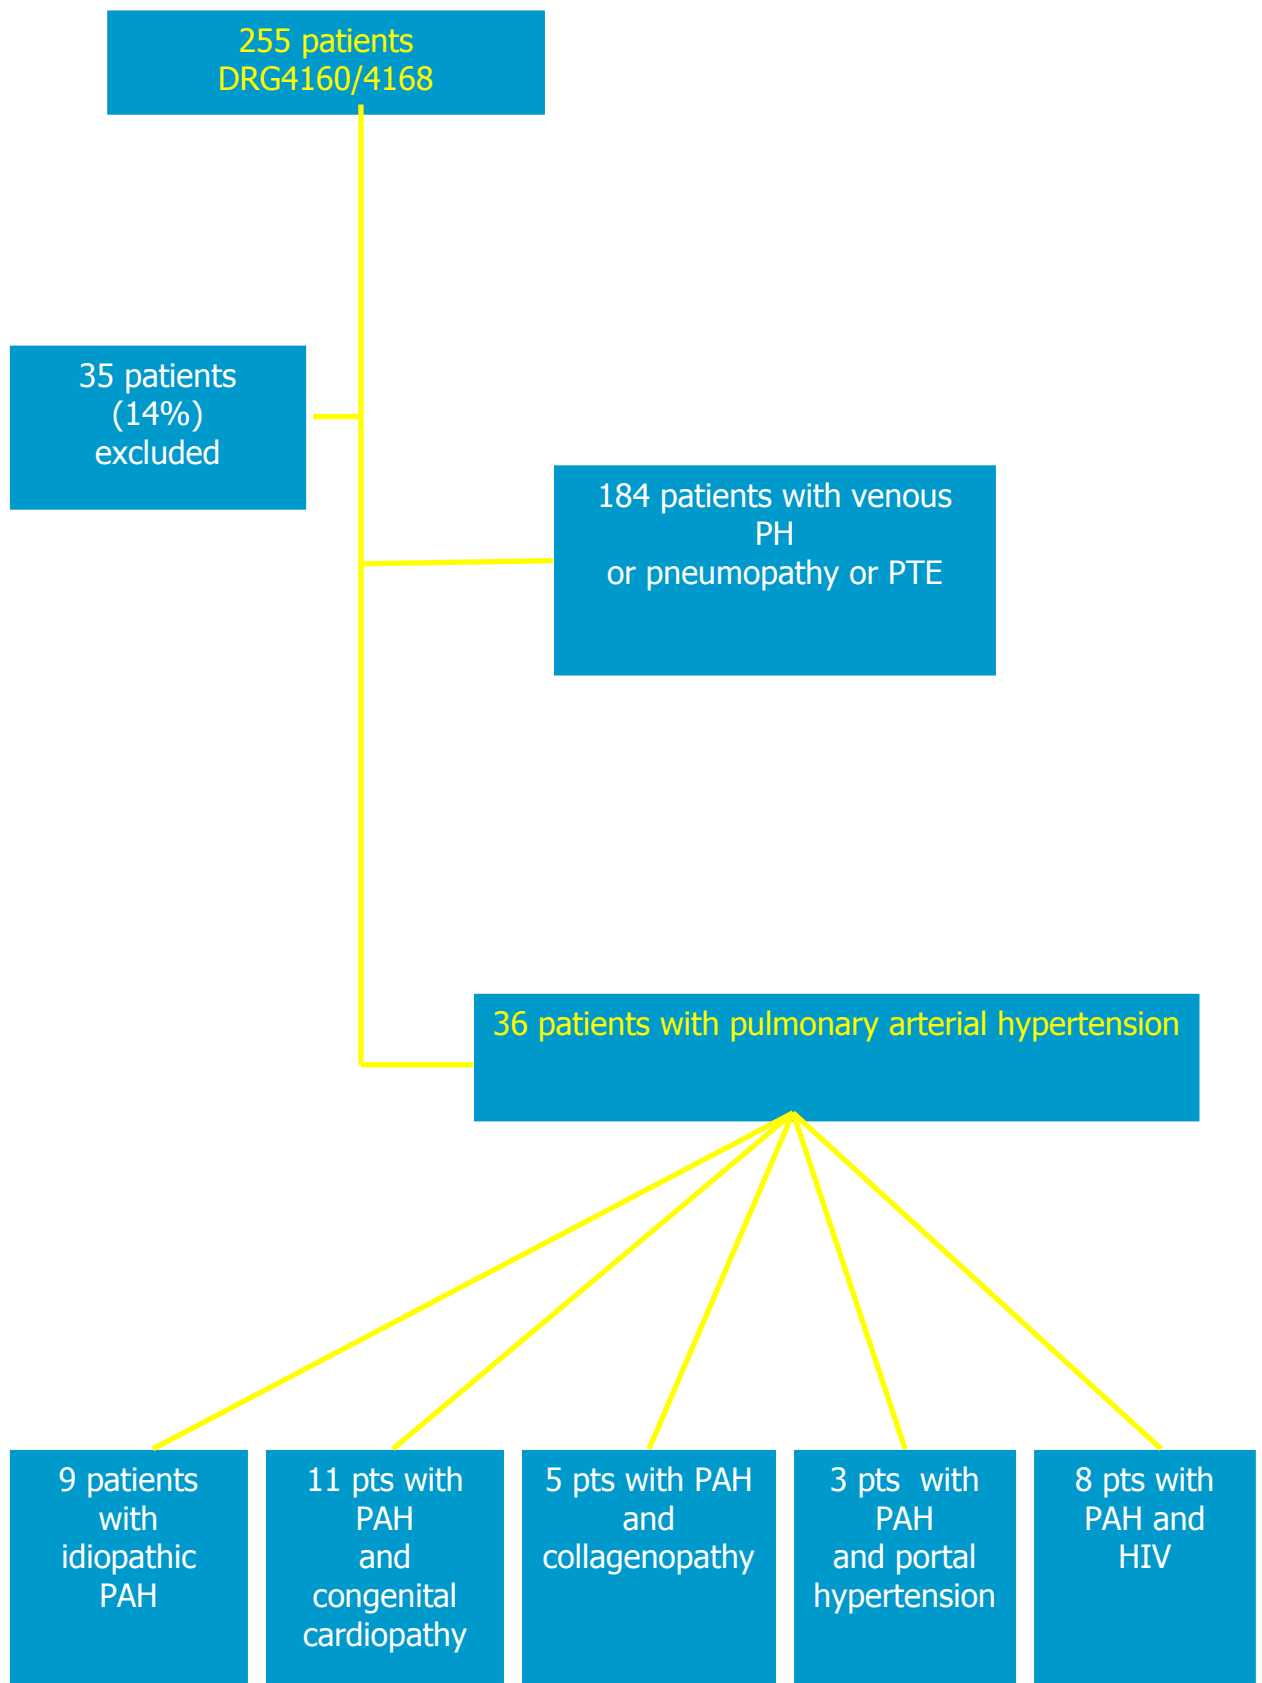 255 patients
DRG4160/4168
35 patients
(14%)
excluded
184 patients with venous
PH
or pneumopathy or PTE
36 patients with pulmonary arterial hypertension
9 patients
with
idiopathic
PAH
11 pts with
PAH
and
congenital
cardiopathy
5 pts with PAH
and
collagenopathy
3 pts  with
PAH
and portal
hypertension
8 pts with
PAH and
HIV